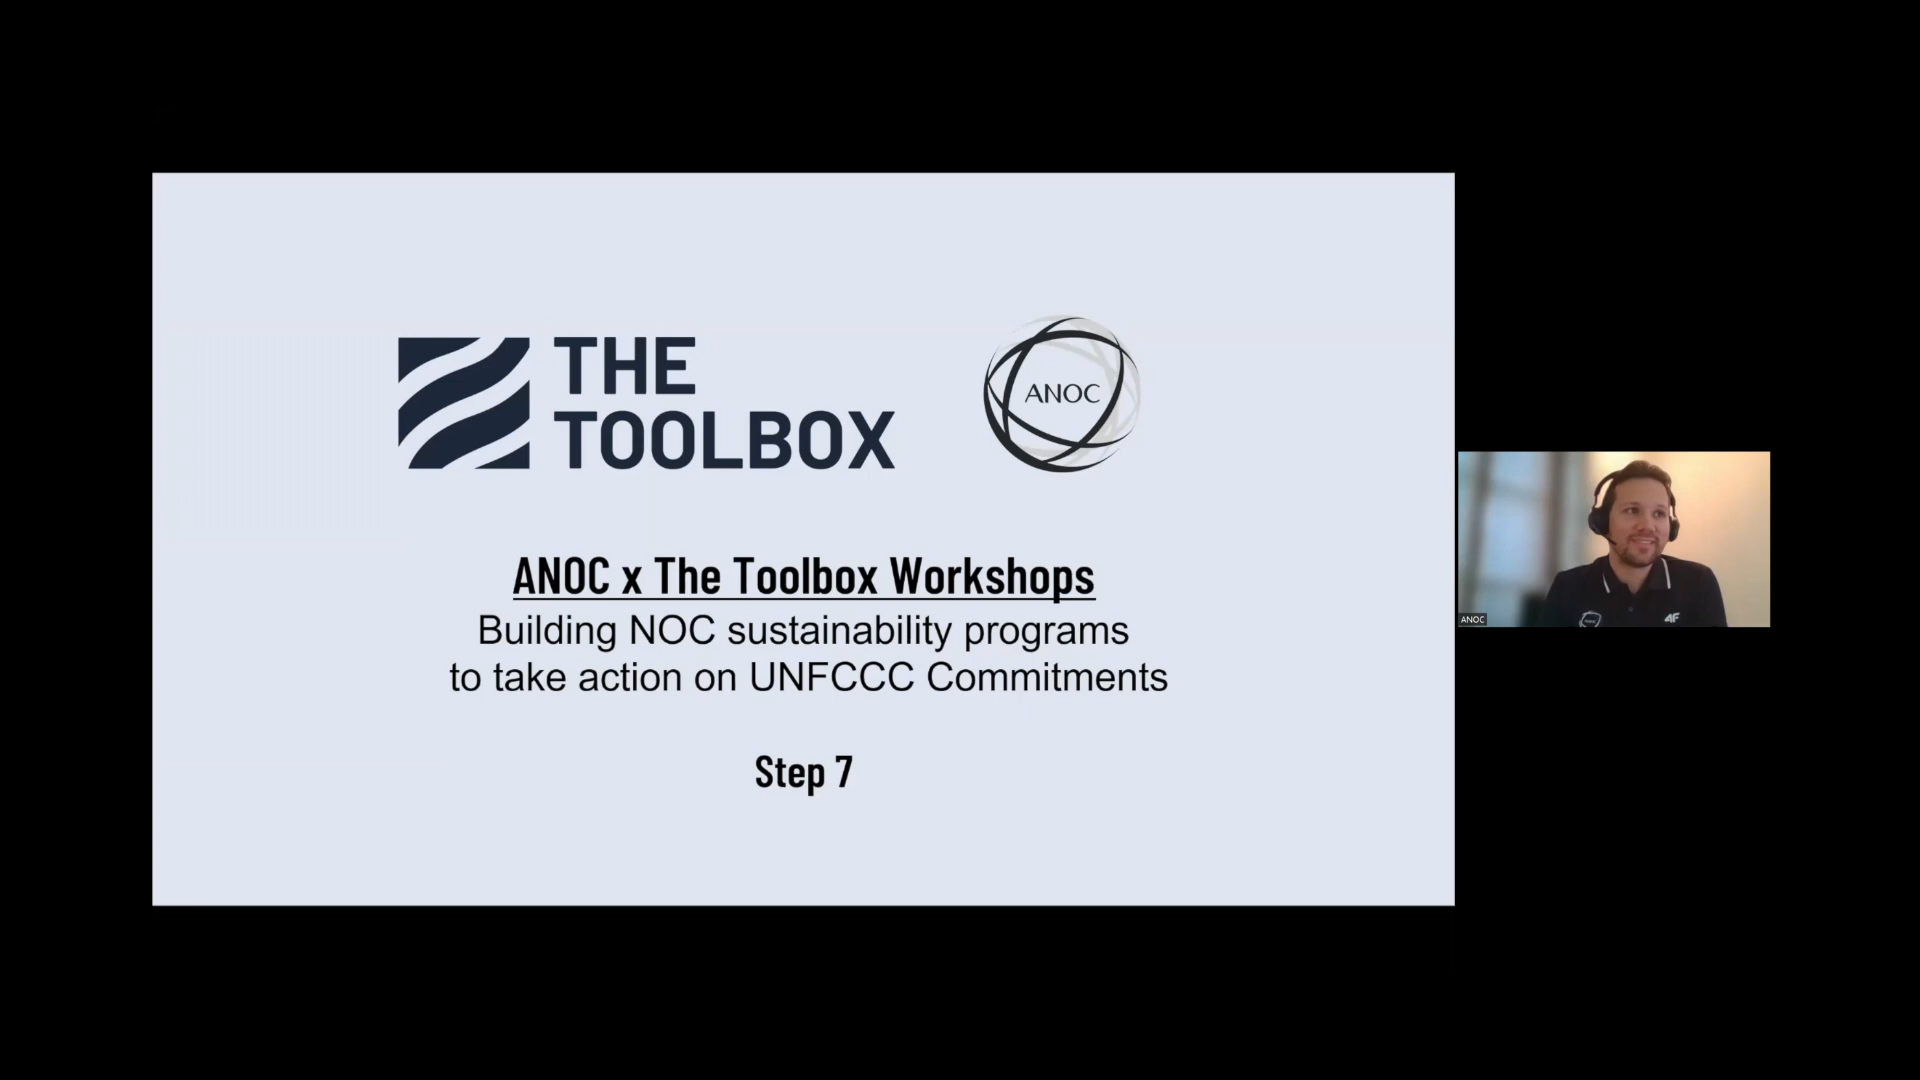 THE
TOOLBOX
ANOC
ANOC x The Toolbox Workshops
Building NOC sustainability programs
to take action on UNFCCC Commitments
Step 7
ANOC
4F